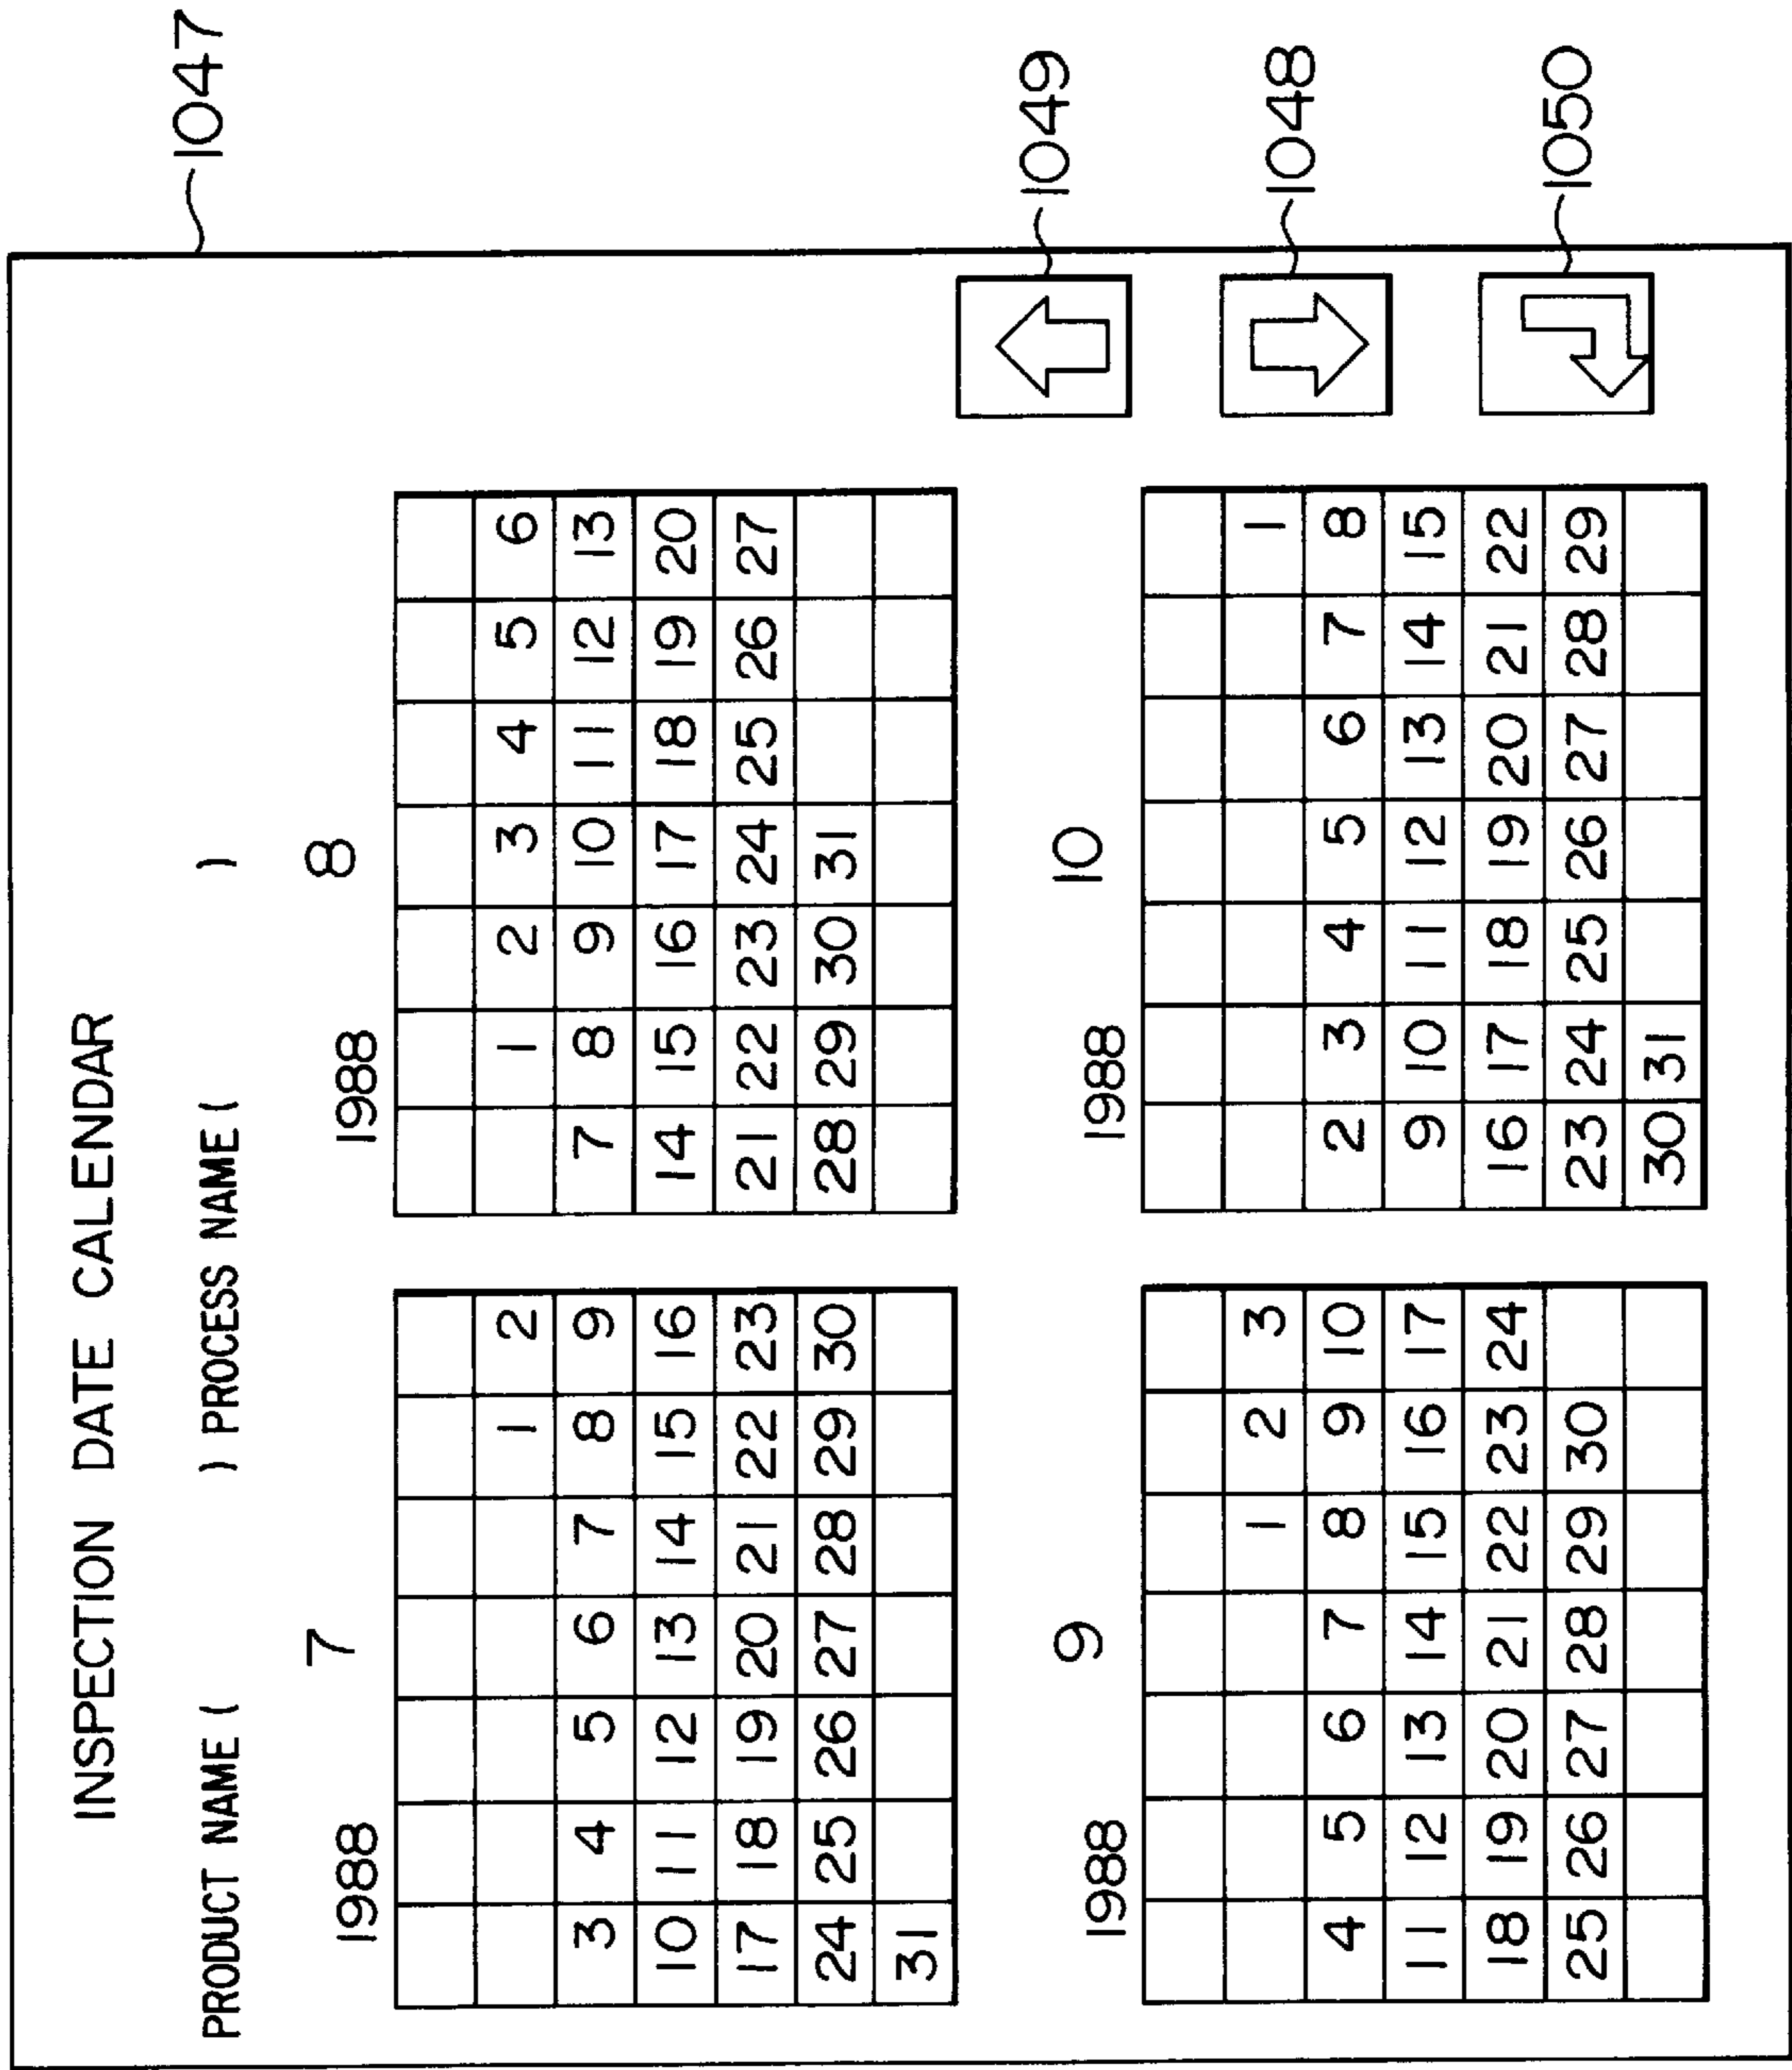 INSPECTION DATE CALENDAR
PRODUCT NAME (     ) PROCESS NAME (     )
1988 7
1 2
3 4 5 6 7 8 9
10 11 12 13 14 15 16
17 18 19 20 21 22 23
24 25 26 27 28 29 30
31
1988 8
1 2 3 4 5 6
7 8 9 10 11 12 13
14 15 16 17 18 19 20
21 22 23 24 25 26 27
28 29 30 31
1988 9
1 2 3
4 5 6 7 8 9 10
11 12 13 14 15 16 17
18 19 20 21 22 23 24
25 26 27 28 29 30
1988 10
1
2 3 4 5 6 7 8
9 10 11 12 13 14 15
16 17 18 19 20 21 22
23 24 25 26 27 28 29
30 31
1047
1049
1048
1050